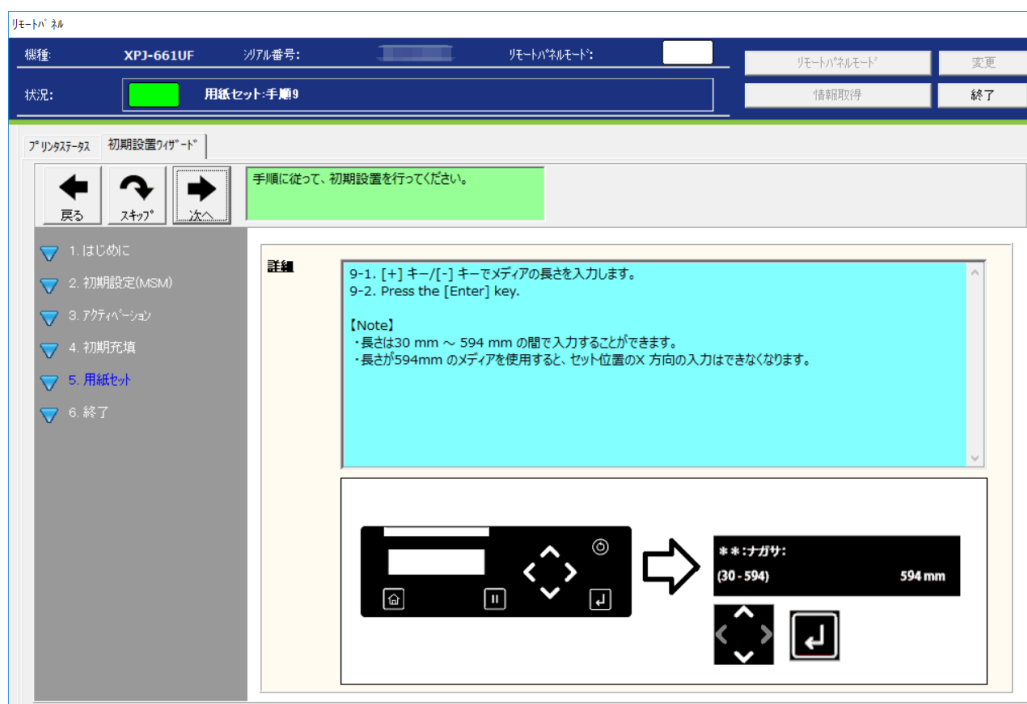 リモートパネル
機種:
XPJ-661UF
シリアル番号:
リモートパネルモード:
リモートパネルモード
変更
状況:
用紙セット:手順9
情報取得
終了
プリンタステータス
初期設置ウィザード
戻る
スキップ
次へ
手順に従って、初期設置を行ってください。
1. はじめに
2. 初期設定(MSM)
3. アクティベーション
4. 初期充填
5. 用紙セット
6. 終了
詳細
9-1. [+] キー/[-] キーでメディアの長さを入力します。
9-2. Press the [Enter] key.
【Note】
・長さは30 mm ～ 594 mm の間で入力することができます。
・長さが594mm のメディアを使用すると、セット位置のX 方向の入力はできなくなります。
**:ナガサ:
(30 - 594) 594 mm